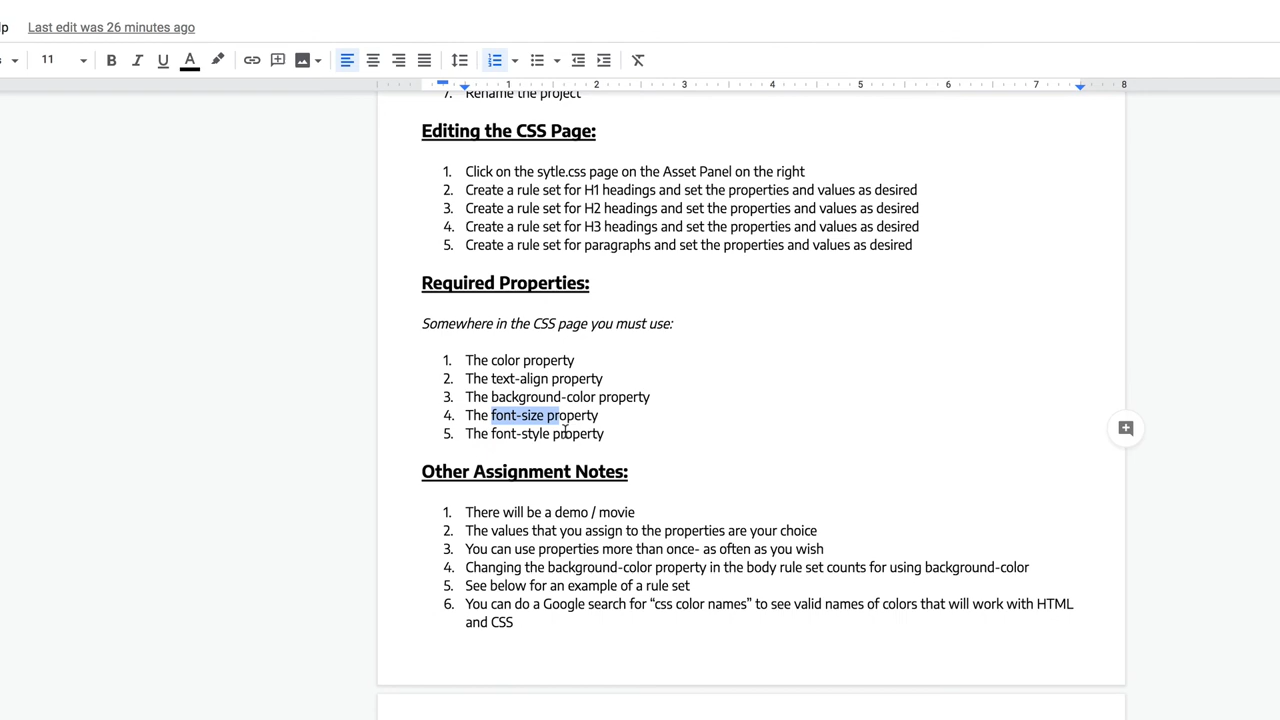 lp Last edit was 26 minutes ago
11 B I U A
1 2 3 4 5 6 7 8
7. Rename the project
Editing the CSS Page:
1. Click on the sytle.css page on the Asset Panel on the right
2. Create a rule set for H1 headings and set the properties and values as desired
3. Create a rule set for H2 headings and set the properties and values as desired
4. Create a rule set for H3 headings and set the properties and values as desired
5. Create a rule set for paragraphs and set the properties and values as desired
Required Properties:
Somewhere in the CSS page you must use:
1. The color property
2. The text-align property
3. The background-color property
4. The font-size property
5. The font-style property
Other Assignment Notes:
1. There will be a demo / movie
2. The values that you assign to the properties are your choice
3. You can use properties more than once- as often as you wish
4. Changing the background-color property in the body rule set counts for using background-color
5. See below for an example of a rule set
6. You can do a Google search for “css color names” to see valid names of colors that will work with HTML
and CSS